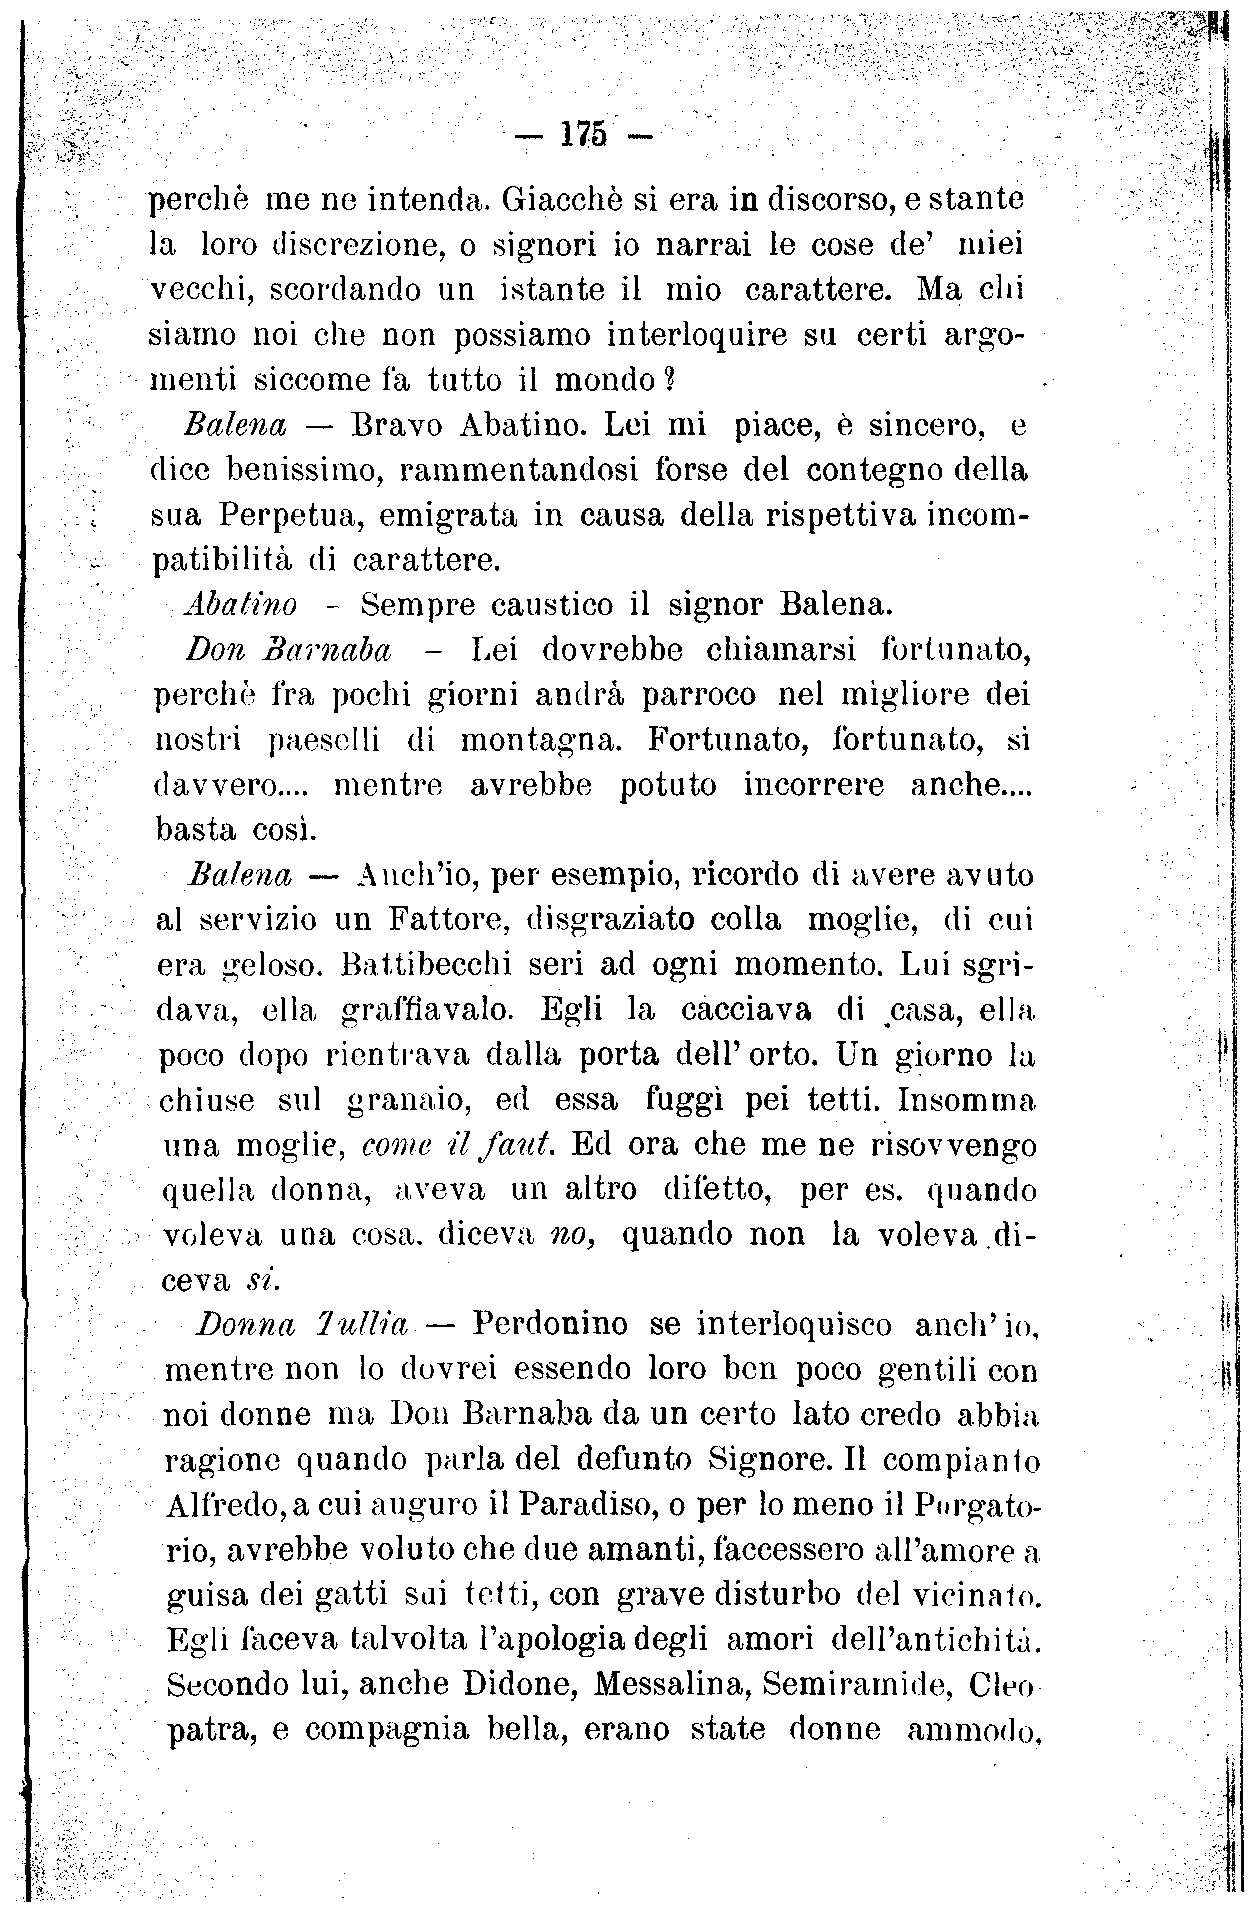 — 175 —
perchè me ne intenda. Giacchè si era in discorso, e stante
la loro discrezione, o signori io narrai le cose de' miei
vecchi, scordando un istante il mio carattere. Ma chi
siamo noi che non possiamo interloquire su certi argo-
menti siccome fa tutto il mondo ?
Balena — Bravo Abatino. Lei mi piace, è sincero, e
dice benissimo, rammentandosi forse del contegno della
sua Perpetua, emigrata in causa della rispettiva incom-
patibilità di carattere.
Abatino - Sempre caustico il signor Balena.
Don Barnaba – Lei dovrebbe chiamarsi fortunato,
perchè fra pochi giorni andrà parroco nel migliore dei
nostri paeselli di montagna. Fortunato, fortunato, sì
davvero.... mentre avrebbe potuto incorrere anche....
basta così.
Balena — Anch'io, per esempio, ricordo di avere avuto
al servizio un Fattore, disgraziato colla moglie, di cui
era geloso. Battibecchi seri ad ogni momento. Lui sgri-
dava, ella graffiavalo. Egli la cacciava di casa, ella
poco dopo rientrava dalla porta dell' orto. Un giorno la
chiuse sul granaio, ed essa fuggì pei tetti. Insomma
una moglie, come il faut. Ed ora che me ne risovvengo
quella donna, aveva un altro difetto, per es. quando
voleva una cosa. diceva no, quando non la voleva di-
ceva si.
Donna Tullia — Perdonino se interloquisco anch' io,
mentre non lo dovrei essendo loro ben poco gentili con
noi donne ma Don Barnaba da un certo lato credo abbia
ragione quando parla del defunto Signore. Il compianto
Alfredo, a cui auguro il Paradiso, o per lo meno il Purgato-
rio, avrebbe voluto che due amanti, faccessero all'amore a
guisa dei gatti sui tetti, con grave disturbo del vicinato.
Egli faceva talvolta l'apologia degli amori dell'antichità.
Secondo lui, anche Didone, Messalina, Semiramide, Cleo-
patra, e compagnia bella, erano state donne ammodo,